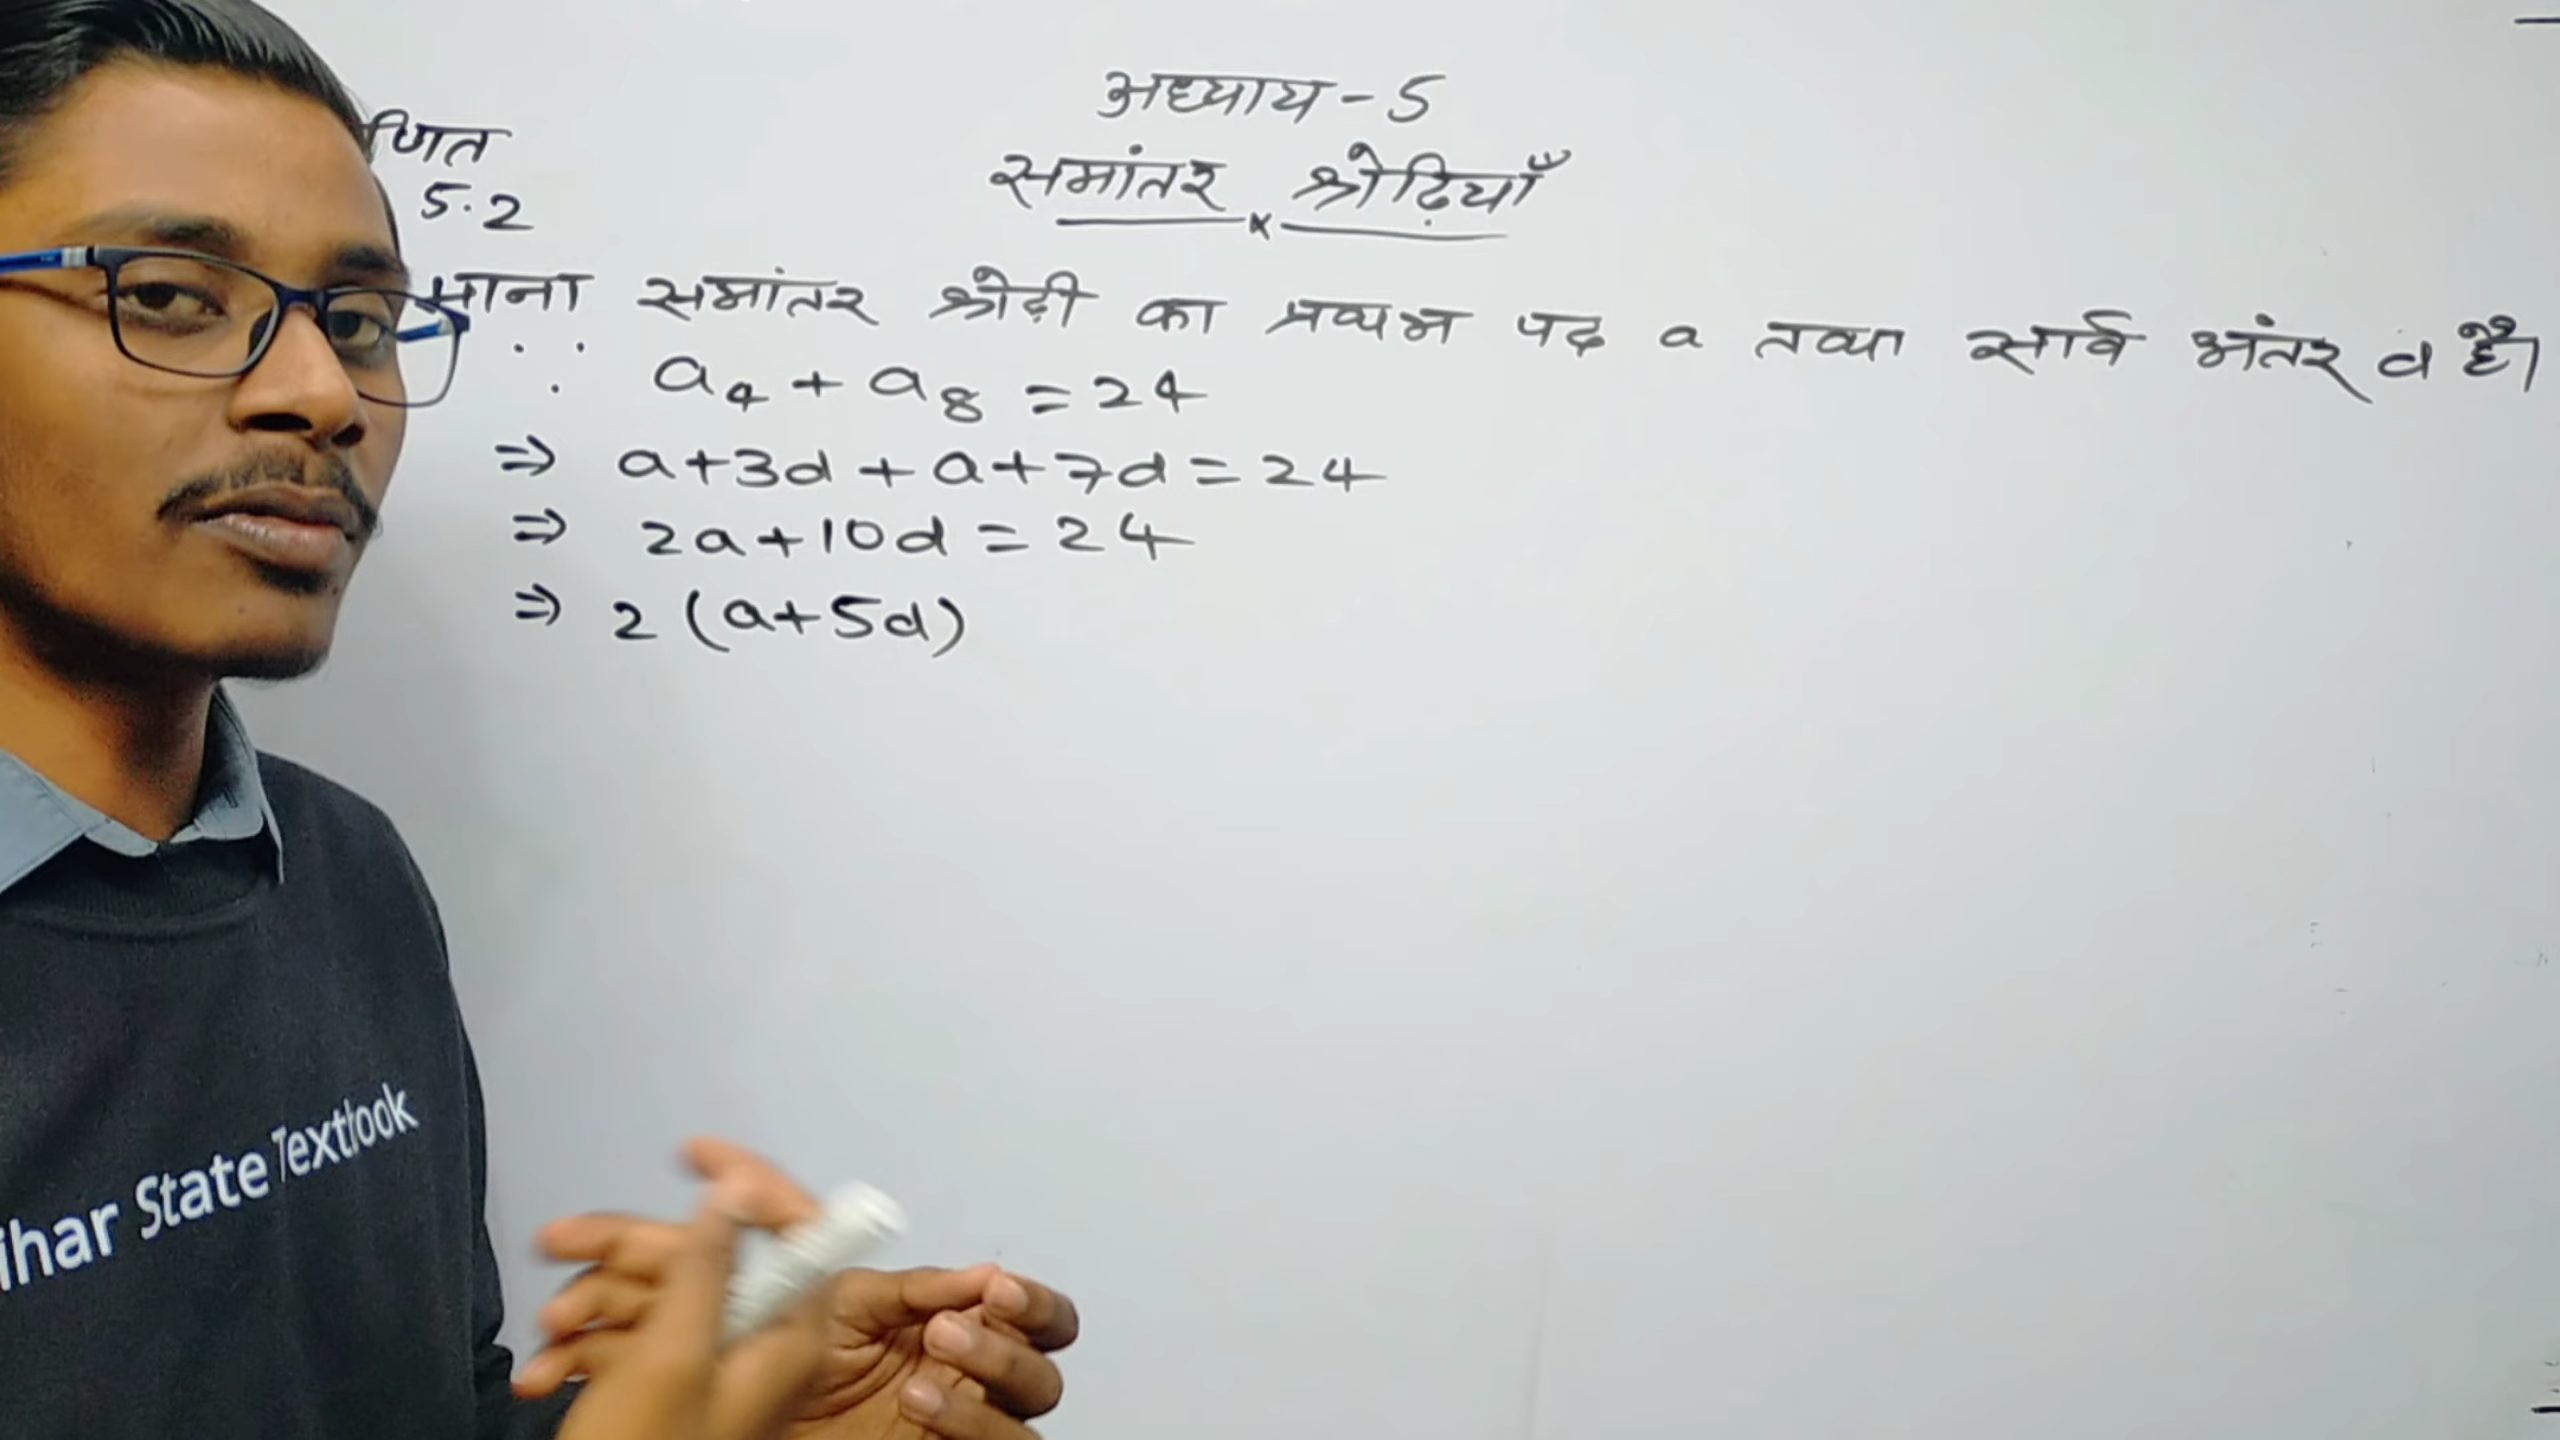 अध्याय - 5
समांतर श्रेढ़ियाँ
5.2
माना समांतर श्रेढ़ी का प्रथम पद a तथा सार्व अंतर d है।
∵ a₄ + a₈ = 24
⇒ a+3d + a+7d = 24
⇒ 2a+10d = 24
⇒ 2 (a+5d)
State Textbook